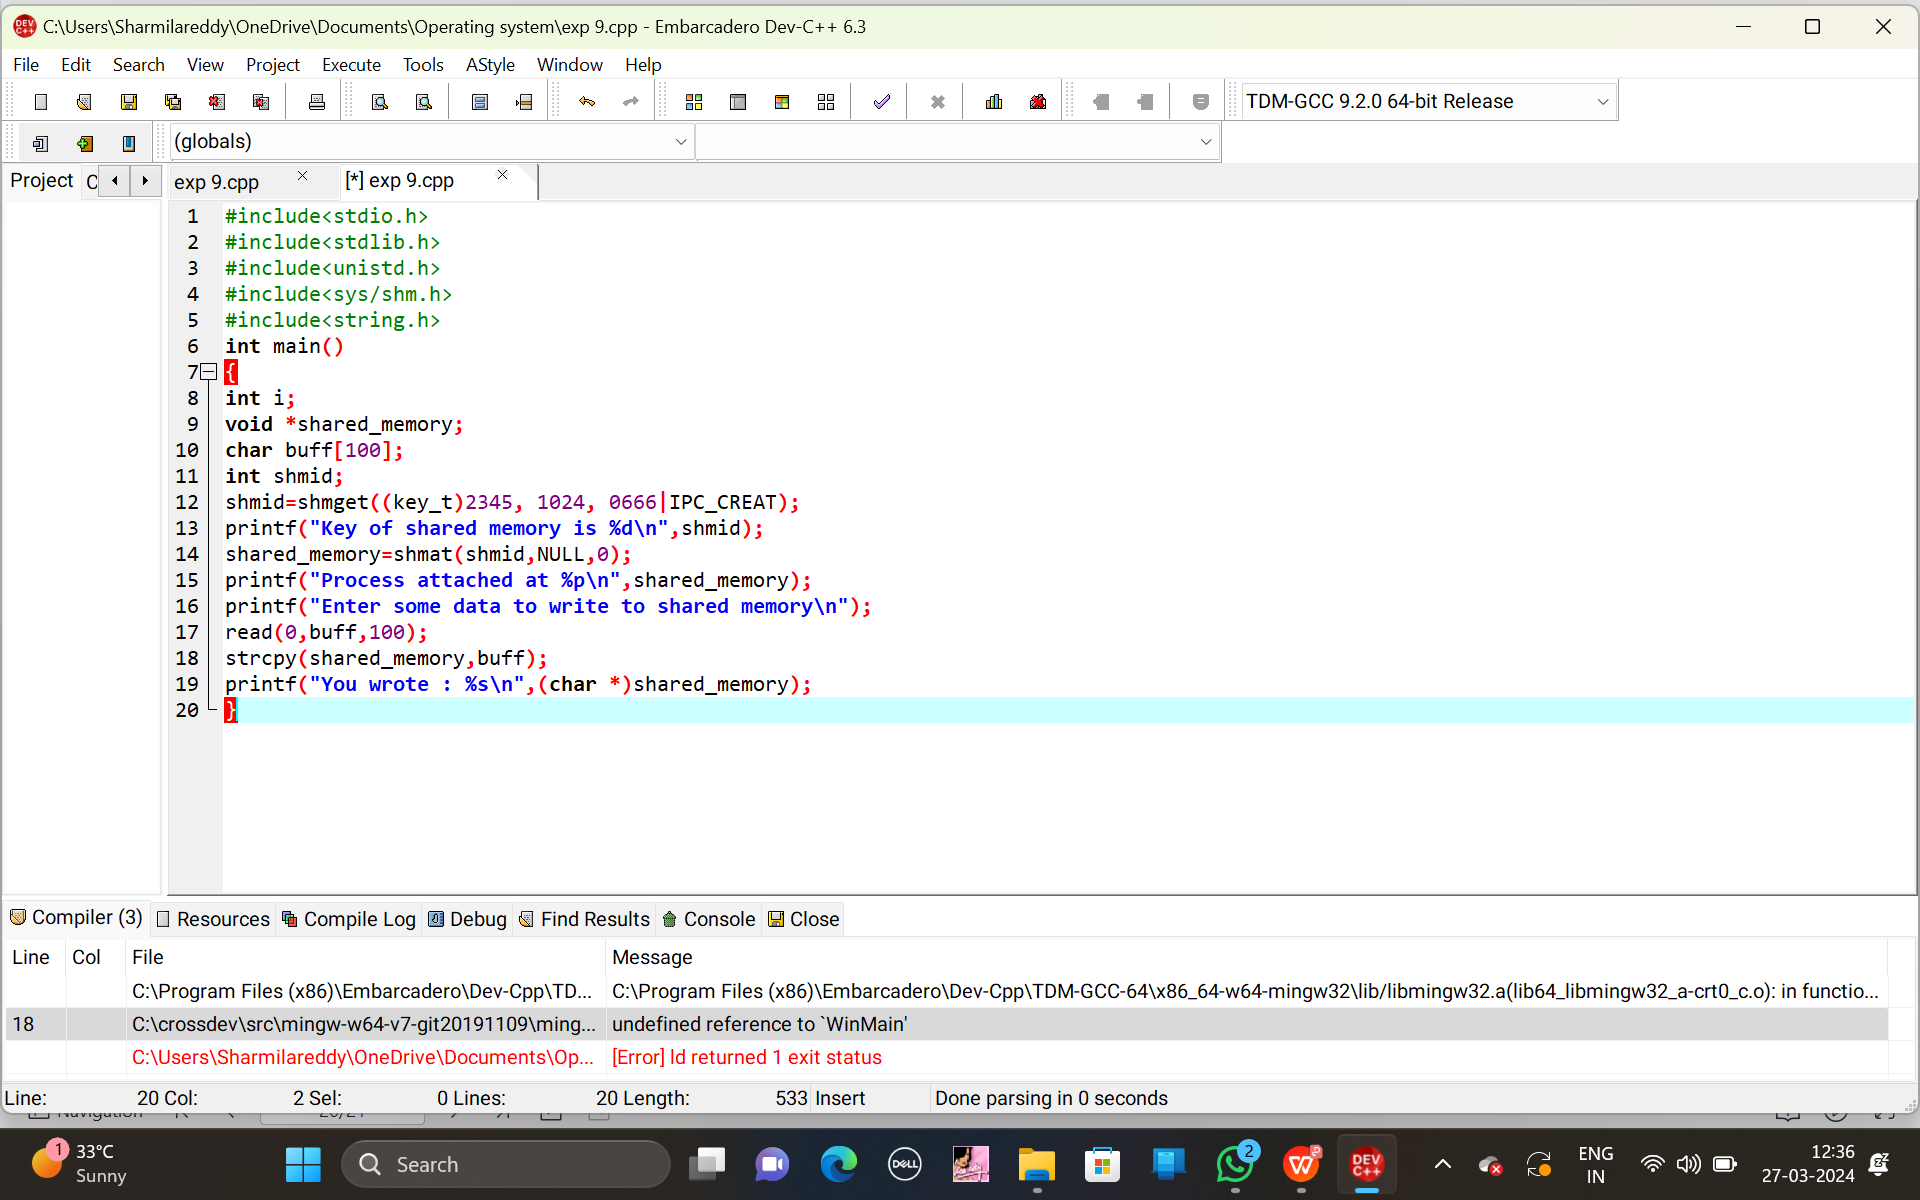 C:\Users\Sharmilareddy\OneDrive\Documents\Operating system\exp 9.cpp - Embarcadero Dev-C++ 6.3
File Edit Search View Project Execute Tools AStyle Window Help
TDM-GCC 9.2.0 64-bit Release
(globals)
Project C exp 9.cpp [*] exp 9.cpp
1 #include<stdio.h>
2 #include<stdlib.h>
3 #include<unistd.h>
4 #include<sys/shm.h>
5 #include<string.h>
6 int main()
7 {
8 int i;
9 void *shared_memory;
10 char buff[100];
11 int shmid;
12 shmid=shmget((key_t)2345, 1024, 0666|IPC_CREAT);
13 printf("Key of shared memory is %d\n",shmid);
14 shared_memory=shmat(shmid,NULL,0);
15 printf("Process attached at %p\n",shared_memory);
16 printf("Enter some data to write to shared memory\n");
17 read(0,buff,100);
18 strcpy(shared_memory,buff);
19 printf("You wrote : %s\n",(char *)shared_memory);
20 }
Compiler (3) Resources Compile Log Debug Find Results Console Close
Line Col File Message
C:\Program Files (x86)\Embarcadero\Dev-Cpp\TD... C:\Program Files (x86)\Embarcadero\Dev-Cpp\TDM-GCC-64\x86_64-w64-mingw32\lib/libmingw32.a(lib64_libmingw32_a-crt0_c.o): in functio...
18 C:\crossdev\src\mingw-w64-v7-git20191109\ming... undefined reference to `WinMain'
C:\Users\Sharmilareddy\OneDrive\Documents\Op... [Error] ld returned 1 exit status
Line: 20 Col: 2 Sel: 0 Lines: 20 Length: 533 Insert Done parsing in 0 seconds
Navigation
1 33°C
Sunny
Search
DELL
2
DEV C++
ENG
IN
12:36
27-03-2024